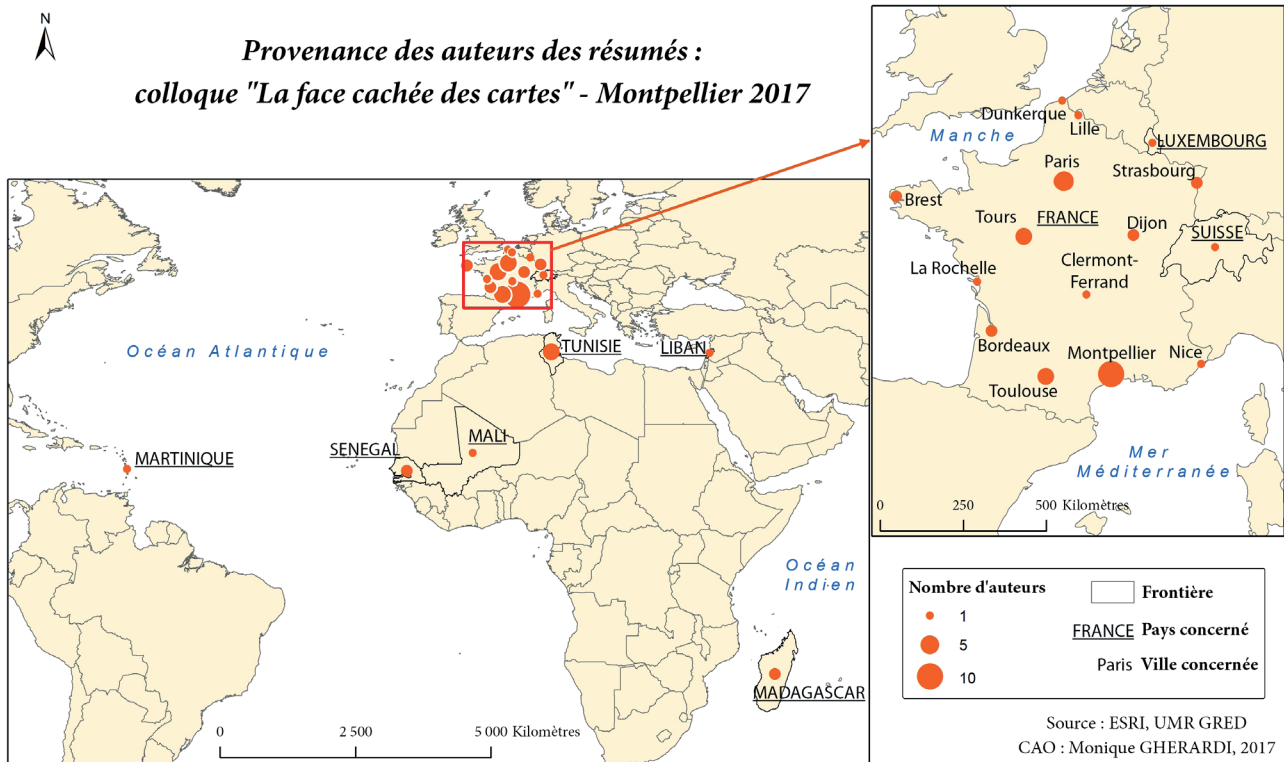 N
Provenance des auteurs des résumés :
colloque "La face cachée des cartes" - Montpellier 2017
Océan Atlantique
TUNISIE
LIBAN
MALI
SENEGAL
MARTINIQUE
Océan
Indien
MADAGASCAR
0 2 500 5 000 Kilomètres
Dunkerque
Manche
Lille
LUXEMBOURG
Paris
Strasbourg
Brest
Tours
FRANCE
Dijon
SUISSE
La Rochelle
Clermont-
Ferrand
Bordeaux
Montpellier
Nice
Toulouse
Mer
Méditerranée
0 250 500 Kilomètres
Nombre d'auteurs
1
5
10
Frontière
FRANCE Pays concerné
Paris Ville concernée
Source : ESRI, UMR GRED
CAO : Monique GHERARDI, 2017